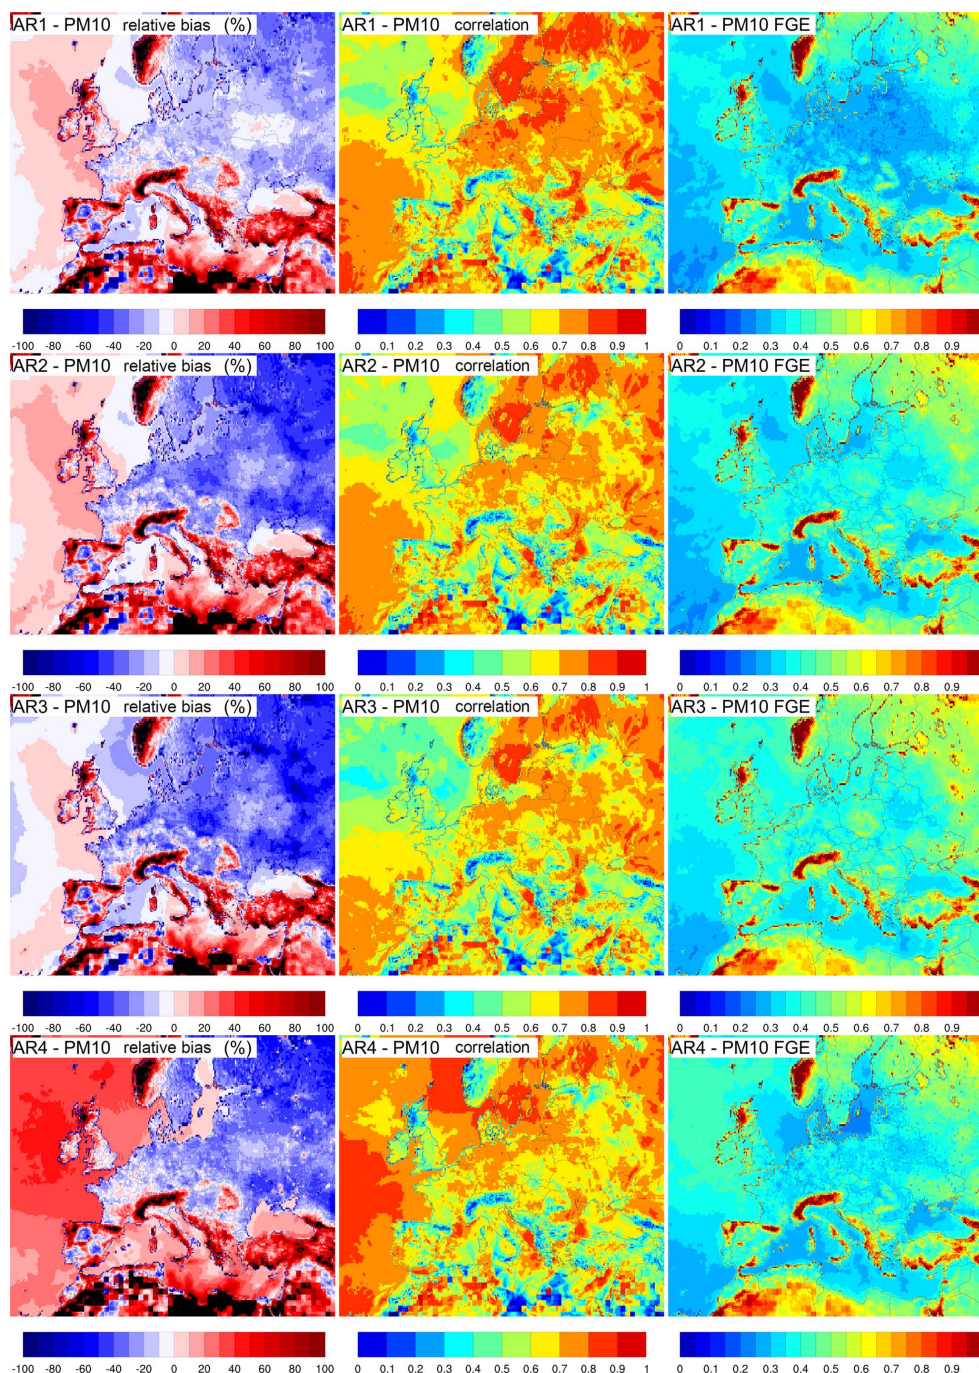 AR1 - PM10 relative bias (%) AR1 - PM10 correlation AR1 - PM10 FGE
-100 -80 -60 -40 -20 0 20 40 60 80 100 0 0.1 0.2 0.3 0.4 0.5 0.6 0.7 0.8 0.9 1 0 0.1 0.2 0.3 0.4 0.5 0.6 0.7 0.8 0.9
AR2 - PM10 relative bias (%) AR2 - PM10 correlation AR2 - PM10 FGE
-100 -80 -60 -40 -20 0 20 40 60 80 100 0 0.1 0.2 0.3 0.4 0.5 0.6 0.7 0.8 0.9 1 0 0.1 0.2 0.3 0.4 0.5 0.6 0.7 0.8 0.9
AR3 - PM10 relative bias (%) AR3 - PM10 correlation AR3 - PM10 FGE
-100 -80 -60 -40 -20 0 20 40 60 80 100 0 0.1 0.2 0.3 0.4 0.5 0.6 0.7 0.8 0.9 1 0 0.1 0.2 0.3 0.4 0.5 0.6 0.7 0.8 0.9
AR4 - PM10 relative bias (%) AR4 - PM10 correlation AR4 - PM10 FGE
-100 -80 -60 -40 -20 0 20 40 60 80 100 0 0.1 0.2 0.3 0.4 0.5 0.6 0.7 0.8 0.9 1 0 0.1 0.2 0.3 0.4 0.5 0.6 0.7 0.8 0.9